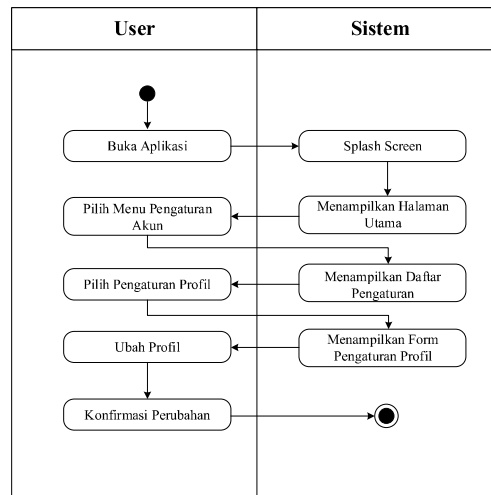 User
Sistem
Buka Aplikasi
Splash Screen
Menampilkan Halaman
Utama
Pilih Menu Pengaturan
Akun
Menampilkan Daftar
Pengaturan
Pilih Pengaturan Profil
Menampilkan Form
Pengaturan Profil
Ubah Profil
Konfirmasi Perubahan